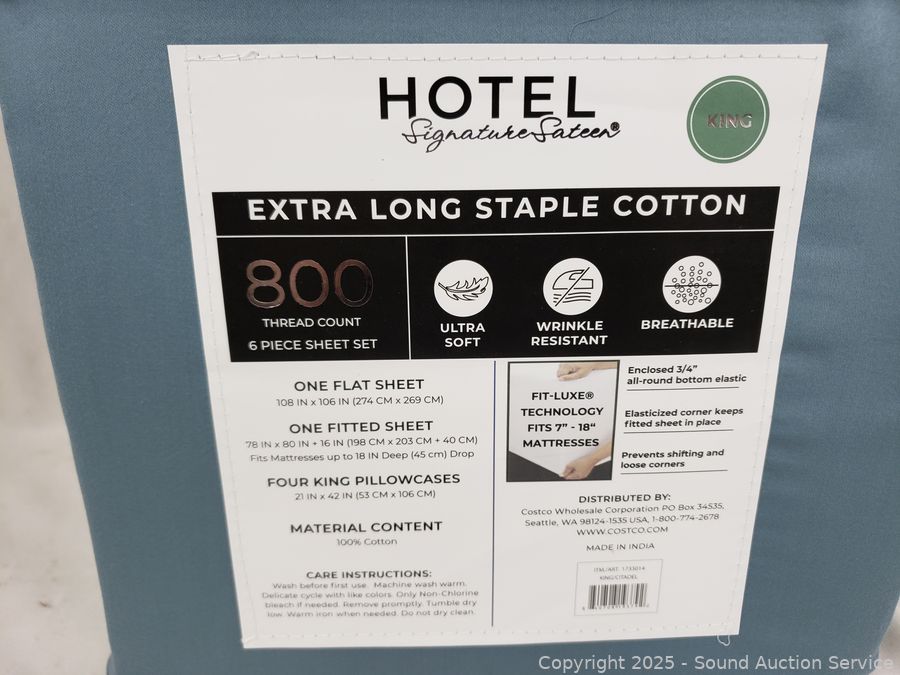 HOTEL
Signature Sateen®
KING
EXTRA LONG STAPLE COTTON
800
THREAD COUNT
6 PIECE SHEET SET
ULTRA
SOFT
WRINKLE
RESISTANT
BREATHABLE
ONE FLAT SHEET
108 IN x 106 IN (274 CM x 269 CM)
ONE FITTED SHEET
78 IN x 80 IN + 16 IN (198 CM x 203 CM + 40 CM)
Fits Mattresses up to 18 IN Deep (45 cm) Drop
FOUR KING PILLOWCASES
21 IN x 42 IN (53 CM x 106 CM)
MATERIAL CONTENT
100% Cotton
CARE INSTRUCTIONS:
Wash before first use. Machine wash warm.
Delicate cycle with like colors. Only Non-Chlorine
bleach if needed. Remove promptly. Tumble dry
low. Warm iron when needed. Do not dry clean.
FIT-LUXE®
TECHNOLOGY
FITS 7” - 18“
MATTRESSES
Enclosed 3/4”
all-round bottom elastic
Elasticized corner keeps
fitted sheet in place
Prevents shifting and
loose corners
DISTRIBUTED BY:
Costco Wholesale Corporation PO Box 34535,
Seattle, WA 98124-1535 USA, 1-800-774-2678
WWW.COSTCO.COM
MADE IN INDIA
ITM./ART. 1733014
KING/CITADEL
Copyright 2025 - Sound Auction Service